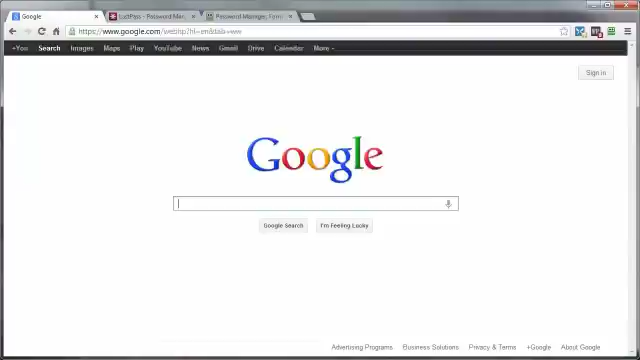 Google
LastPass - Password Man
Password Manager, Form
https://www.google.com/webhp?hl=en&tab=ww
+You Search Images Maps Play YouTube News Gmail Drive Calendar More
Sign in
Google
Google Search I'm Feeling Lucky
Advertising Programs Business Solutions Privacy & Terms +Google About Google